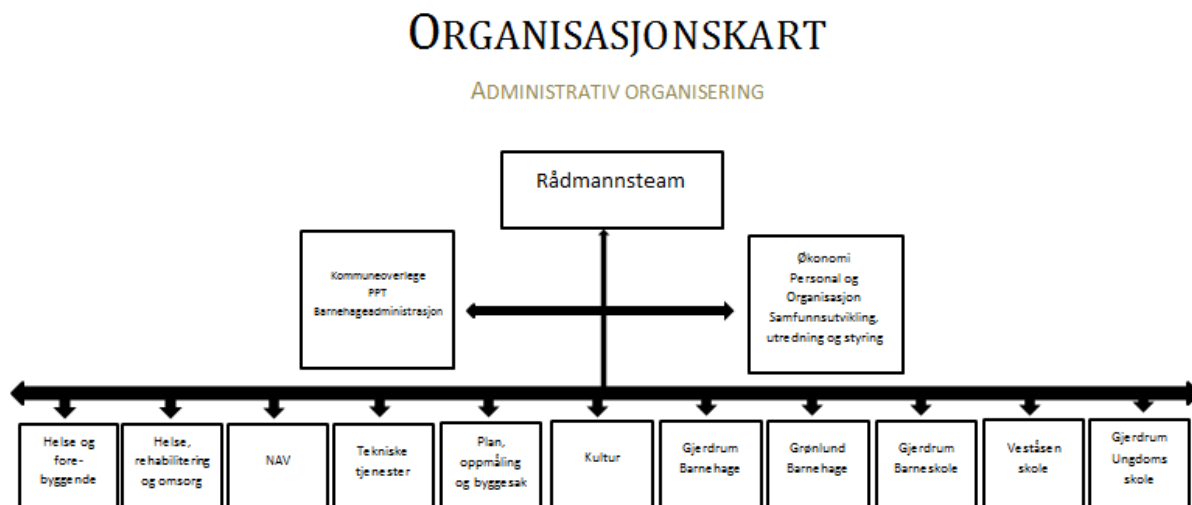 ORGANISASJONSKART
ADMINISTRATIV ORGANISERING
Rådmannsteam
Kommuneoverlege
PPT
Barnehageadministrasjon
Økonomi
Personal og
Organisasjon
Samfunnsutvikling,
utredning og styring
Helse og
fore-
byggende
Helse,
rehabilitering
og omsorg
NAV
Tekniske
tjenester
Plan,
oppmåling
og byggesak
Kultur
Gjerdrum
Barnehage
Grønlund
Barnehage
Gjerdrum
Barneskole
Veståsen
skole
Gjerdrum
Ungdoms
skole